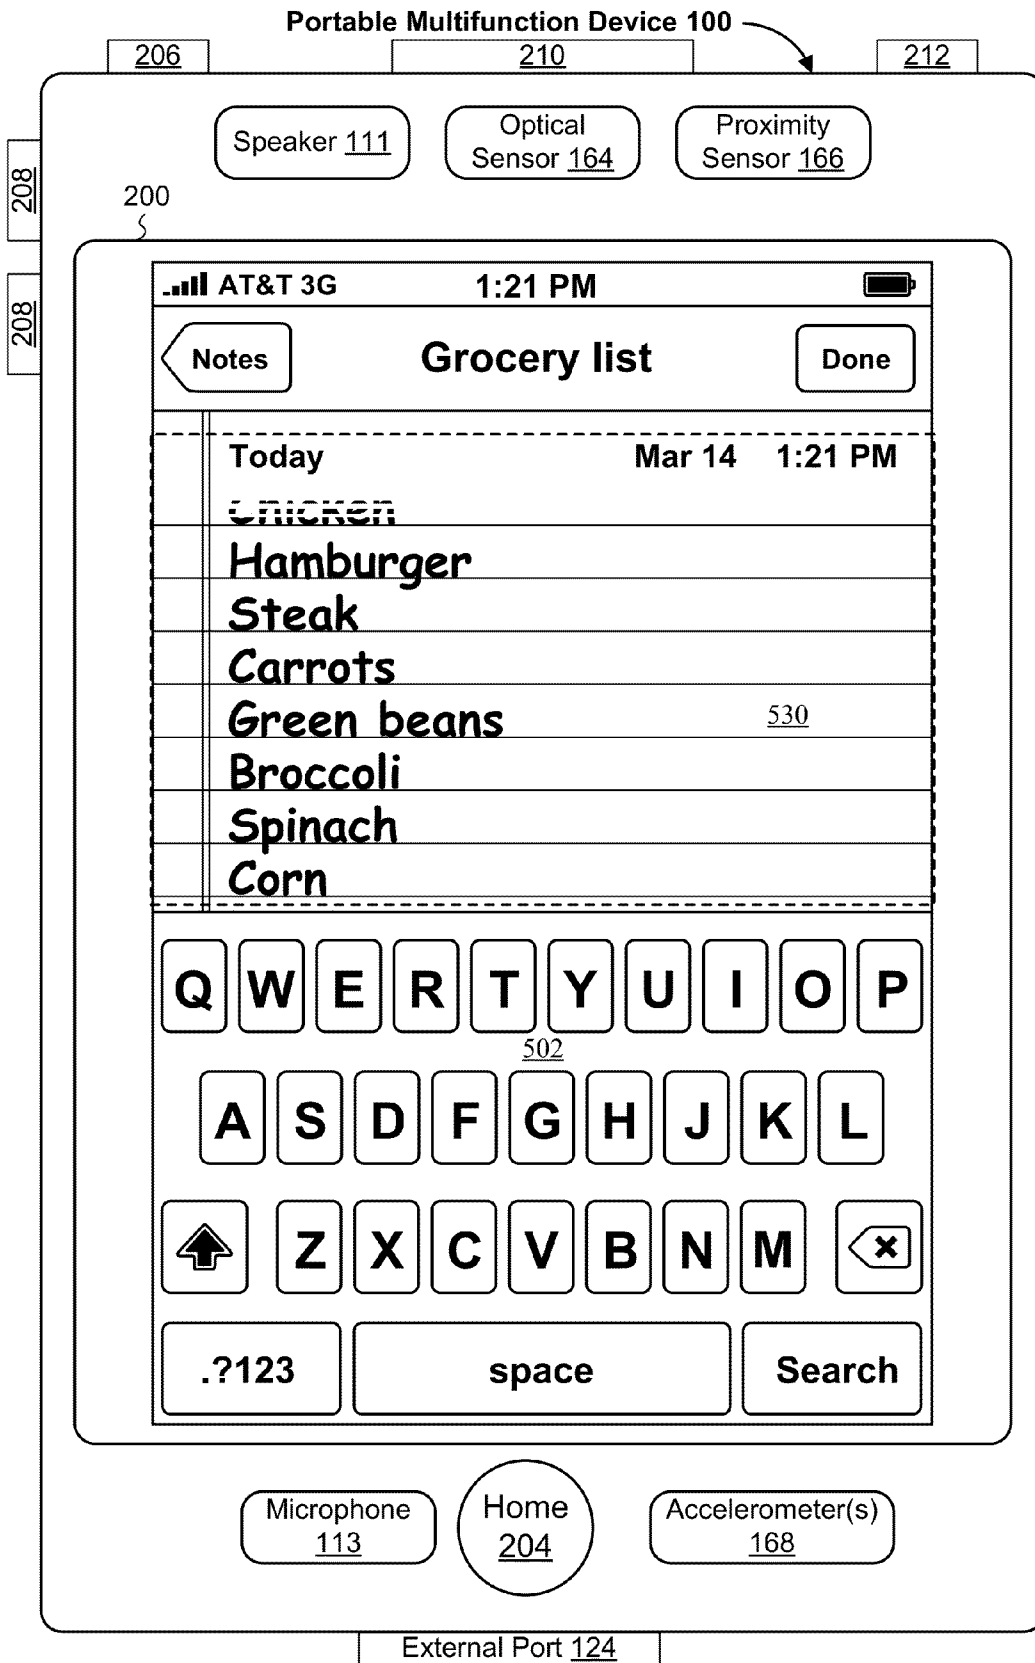 Portable Multifunction Device 100
206 210 212
Speaker 111
Optical
Sensor 164
Proximity
Sensor 166
208
200
208
AT&T 3G 1:21 PM
Notes Grocery list Done
Today Mar 14 1:21 PM
Chicken
Hamburger
Steak
Carrots
Green beans 530
Broccoli
Spinach
Corn
Q W E R T Y U I O P
502
A S D F G H J K L
Z X C V B N M
.?123 space Search
Microphone
113
Home
204
Accelerometer(s)
168
External Port 124